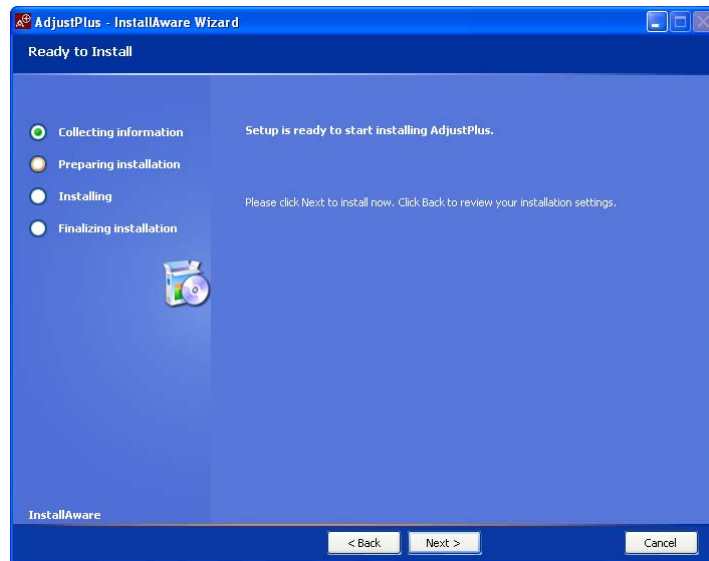 AdjustPlus - InstallAware Wizard
Ready to Install
Collecting information
Preparing installation
Installing
Finalizing installation
Setup is ready to start installing AdjustPlus.
Please click Next to install now. Click Back to review your installation settings.
InstallAware
< Back
Next >
Cancel